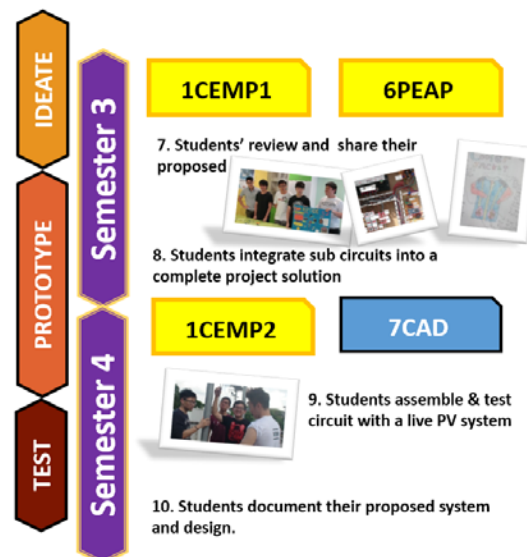 IDEATE
PROTOTYPE
TEST
Semester 3
Semester 4
1CEMP1
6PEAP
7. Students' review and share their
proposed
8. Students integrate sub circuits into a
complete project solution
1CEMP2
7CAD
9. Students assemble & test
circuit with a live PV system
10. Students document their proposed system
and design.